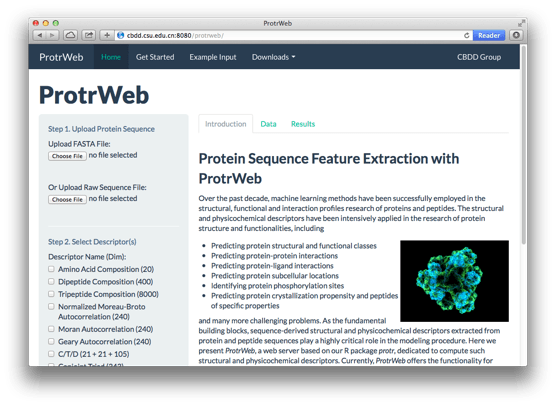 ProtrWeb
cbdd.csu.edu.cn:8080/protrweb/
Reader
ProtrWeb
Home
Get Started
Example Input
Downloads
CBDD Group
ProtrWeb
Step 1. Upload Protein Sequence
Upload FASTA File:
Choose File no file selected
Or Upload Raw Sequence File:
Choose File no file selected
Step 2. Select Descriptor(s)
Descriptor Name (Dim):
Amino Acid Composition (20)
Dipeptide Composition (400)
Tripeptide Composition (8000)
Normalized Moreau-Broto
Autocorrelation (240)
Moran Autocorrelation (240)
Geary Autocorrelation (240)
C/T/D (21 + 21 + 105)
Conjoint Triad (343)
Introduction
Data
Results
Protein Sequence Feature Extraction with
ProtrWeb
Over the past decade, machine learning methods have been successfully employed in the
structural, functional and interaction profiles research of proteins and peptides. The structural
and physicochemical descriptors have been intensively applied in the research of protein
structure and functionalities, including
Predicting protein structural and functional classes
Predicting protein-protein interactions
Predicting protein-ligand interactions
Predicting protein subcellular locations
Identifying protein phosphorylation sites
Predicting protein crystallization propensity and peptides
of specific properties
and many more challenging problems. As the fundamental
building blocks, sequence-derived structural and physicochemical descriptors extracted from
protein and peptide sequences play a highly critical role in the modeling procedure. Here we
present ProtrWeb, a web server based on our R package protr, dedicated to compute such
structural and physicochemical descriptors. Currently, ProtrWeb offers the functionality for